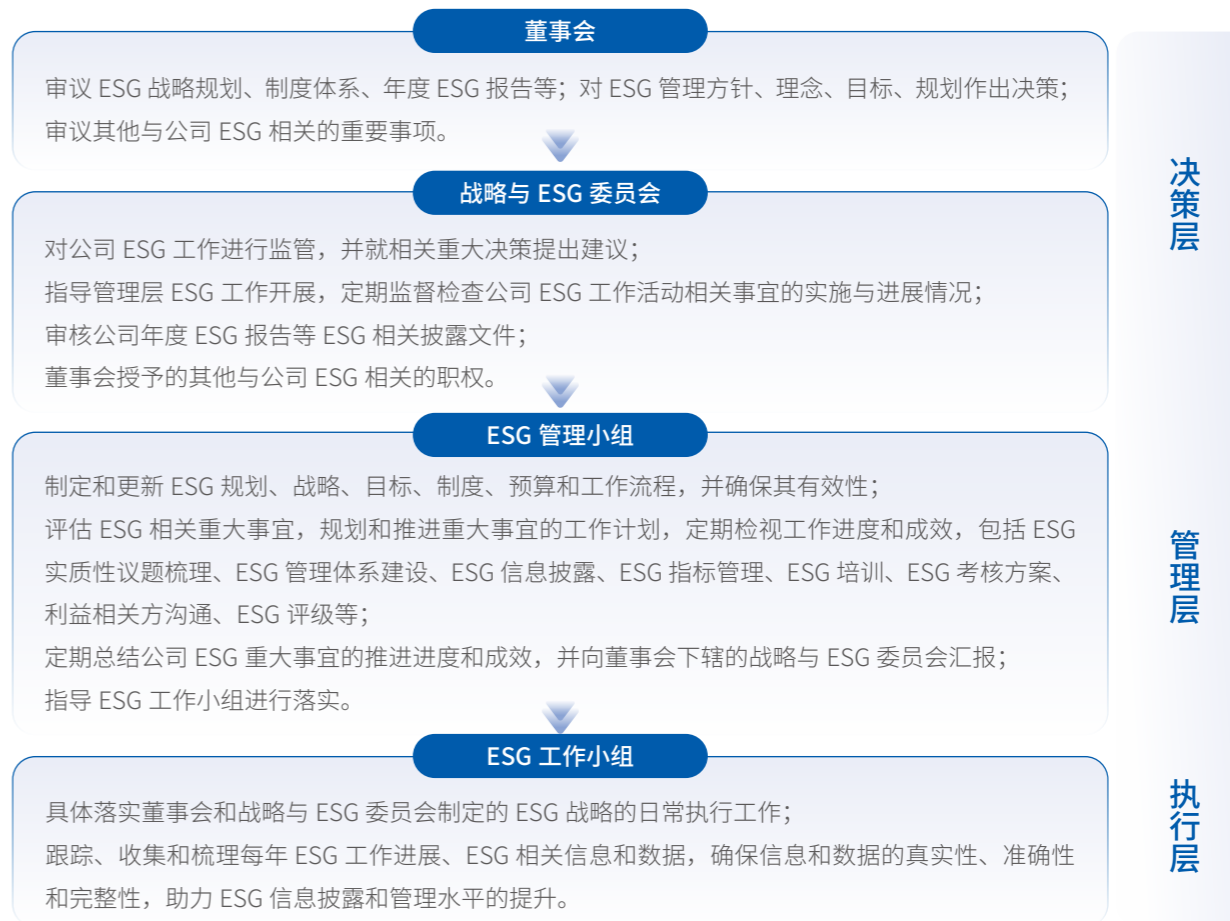 董事会
审议 ESG 战略规划、制度体系、年度 ESG 报告等；对 ESG 管理方针、理念、目标、规划作出决策；
审议其他与公司 ESG 相关的重要事项。
战略与 ESG 委员会
对公司 ESG 工作进行监管，并就相关重大决策提出建议；
指导管理层 ESG 工作开展，定期监督检查公司 ESG 工作活动相关事宜的实施与进展情况；
审核公司年度 ESG 报告等 ESG 相关披露文件；
董事会授予的其他与公司 ESG 相关的职权。
决策层
ESG 管理小组
制定和更新 ESG 规划、战略、目标、制度、预算和工作流程，并确保其有效性；
评估 ESG 相关重大事宜，规划和推进重大事宜的工作计划，定期检视工作进度和成效，包括 ESG
实质性议题梳理、ESG 管理体系建设、ESG 信息披露、ESG 指标管理、ESG 培训、ESG 考核方案、
利益相关方沟通、ESG 评级等；
定期总结公司 ESG 重大事宜的推进进度和成效，并向董事会下辖的战略与 ESG 委员会汇报；
指导 ESG 工作小组进行落实。
管理层
ESG 工作小组
具体落实董事会和战略与 ESG 委员会制定的 ESG 战略的日常执行工作；
跟踪、收集和梳理每年 ESG 工作进展、ESG 相关信息和数据，确保信息和数据的真实性、准确性
和完整性，助力 ESG 信息披露和管理水平的提升。
执行层